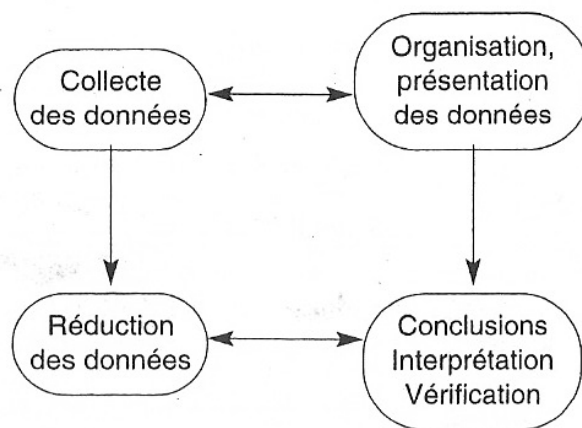 Collecte
des données
Organisation,
présentation
des données
Réduction
des données
Conclusions
Interprétation
Vérification